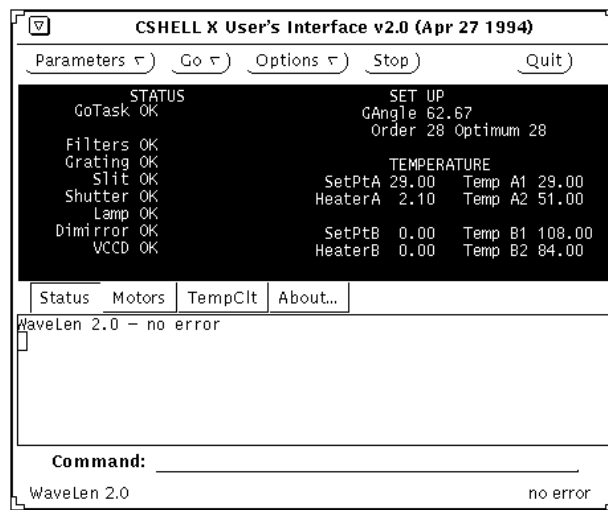 CSHELL X User's Interface v2.0 (Apr 27 1994)
Parameters Go Options Stop Quit
STATUS SET UP
GoTask OK GAngle 62.67
Order 28 Optimum 28
Filters OK
Grating OK TEMPERATURE
Slit OK SetPtA 29.00 Temp A1 29.00
Shutter OK HeaterA 2.10 Temp A2 51.00
Lamp OK
Dimirror OK SetPtB 0.00 Temp B1 108.00
VCCD OK HeaterB 0.00 Temp B2 84.00
Status Motors TempClt About...
WaveLen 2.0 – no error
Command:
WaveLen 2.0 no error